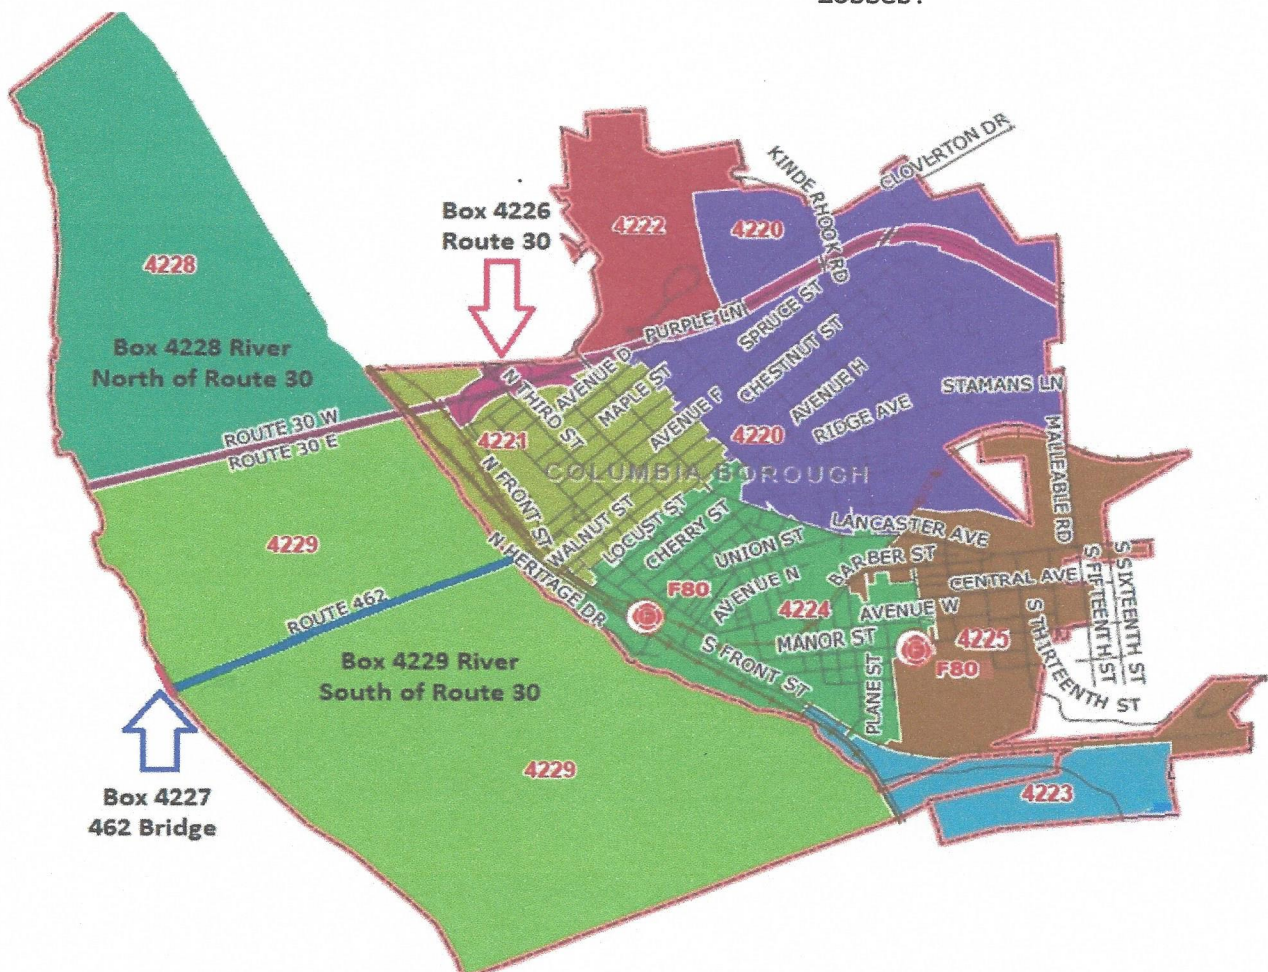 Losses?
CLOVERTON DR
KINDERHOOK RD
Box 4226
Route 30
4222
4220
4228
PURPLE LN
SPRUCE ST
Box 4228 River
North of Route 30
AVENUE D
CHESTNUT ST
N THIRD ST
MAPLE ST
AVENUE H
STAMANS LN
AVENUE F
RIDGE AVE
ROUTE 30 W
ROUTE 30 E
4221
4220
MALLEABLE RD
COLUMBIA BOROUGH
N FRONT ST
WALNUT ST
LOCUST ST
CHERRY ST
LANCASTER AVE
4229
UNION ST
BARBER ST
N HERITAGE DR
AVENUE N
CENTRAL AVE
S FIFTEENTH ST
S SIXTEENTH ST
F80
ROUTE 462
4224
AVENUE W
MANOR ST
4225
S THIRTEENTH ST
Box 4229 River
South of Route 30
S FRONT ST
F80
PLANE ST
4229
Box 4227
462 Bridge
4223